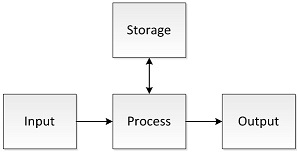 Storage
Input
Process
Output